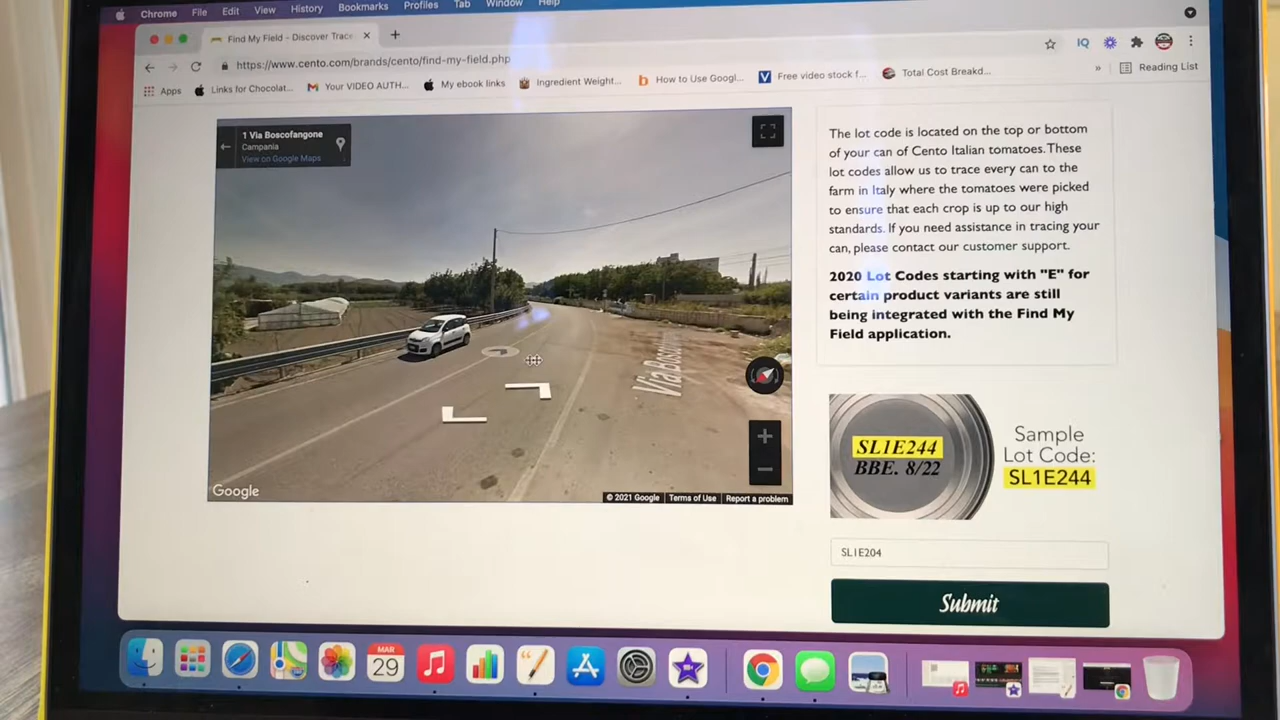 Chrome File Edit View History Bookmarks Profiles Tab Window Help
Find My Field - Discover Trace
https://www.cento.com/brands/cento/find-my-field.php
IQ
Apps
Links for Chocolat...
Your VIDEO AUTH...
My ebook links
Ingredient Weight...
How to Use Googl...
Free video stock f...
Total Cost Breakd...
»
Reading List
1 Via Boscofangone
Campania
View on Google Maps
Google
© 2021 Google
Terms of Use
Report a problem
The lot code is located on the top or bottom
of your can of Cento Italian tomatoes.These
lot codes allow us to trace every can to the
farm in Italy where the tomatoes were picked
to ensure that each crop is up to our high
standards. If you need assistance in tracing your
can, please contact our customer support.
2020 Lot Codes starting with "E" for
certain product variants are still
being integrated with the Find My
Field application.
SL1E244
BBE. 8/22
Sample
Lot Code:
SL1E244
SL1E204
Submit
MAR
29